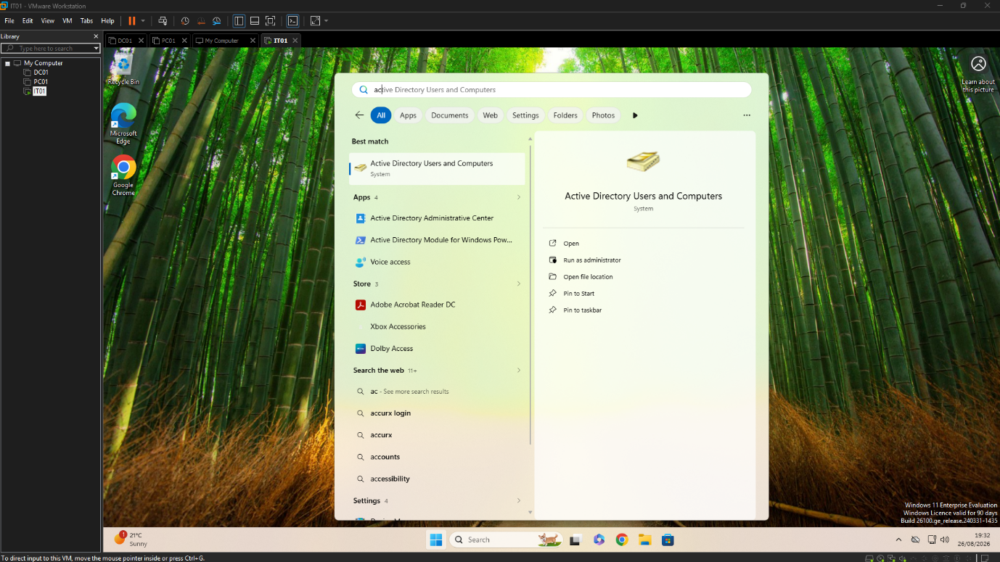 IT01 - VMware Workstation
File Edit View VM Tabs Help
Library
Type here to search
My Computer
DC01
PC01
IT01
DC01 PC01 My Computer IT01
Recycle Bin
Microsoft
Edge
Google
Chrome
Learn about
this picture
active Directory Users and Computers
All Apps Documents Web Settings Folders Photos
Best match
Active Directory Users and Computers
System
Apps 4
Active Directory Administrative Center
Active Directory Module for Windows Pow...
Voice access
Store 3
Adobe Acrobat Reader DC
Xbox Accessories
Dolby Access
Search the web 11+
ac - See more search results
accurx login
accurx
accounts
accessibility
Settings 4
Active Directory Users and Computers
System
Open
Run as administrator
Open file location
Pin to Start
Pin to taskbar
Windows 11 Enterprise Evaluation
Windows Licence valid for 90 days
Build 26100.ge_release.240331-1435
1
21°C
Sunny
Search
19:32
26/08/2026
To direct input to this VM, move the mouse pointer inside or press Ctrl+G.